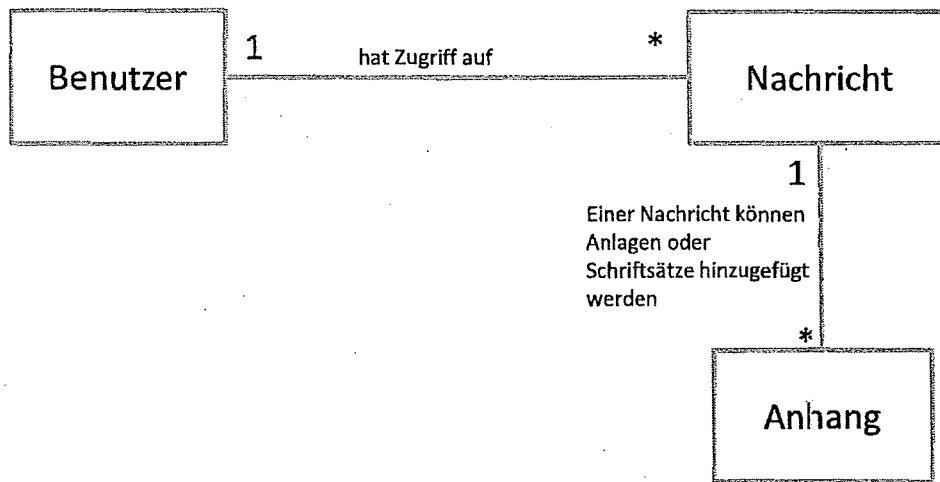 Benutzer
1
hat Zugriff auf
*
Nachricht
1
Einer Nachricht können
Anlagen oder
Schriftsätze hinzugefügt
werden
*
Anhang